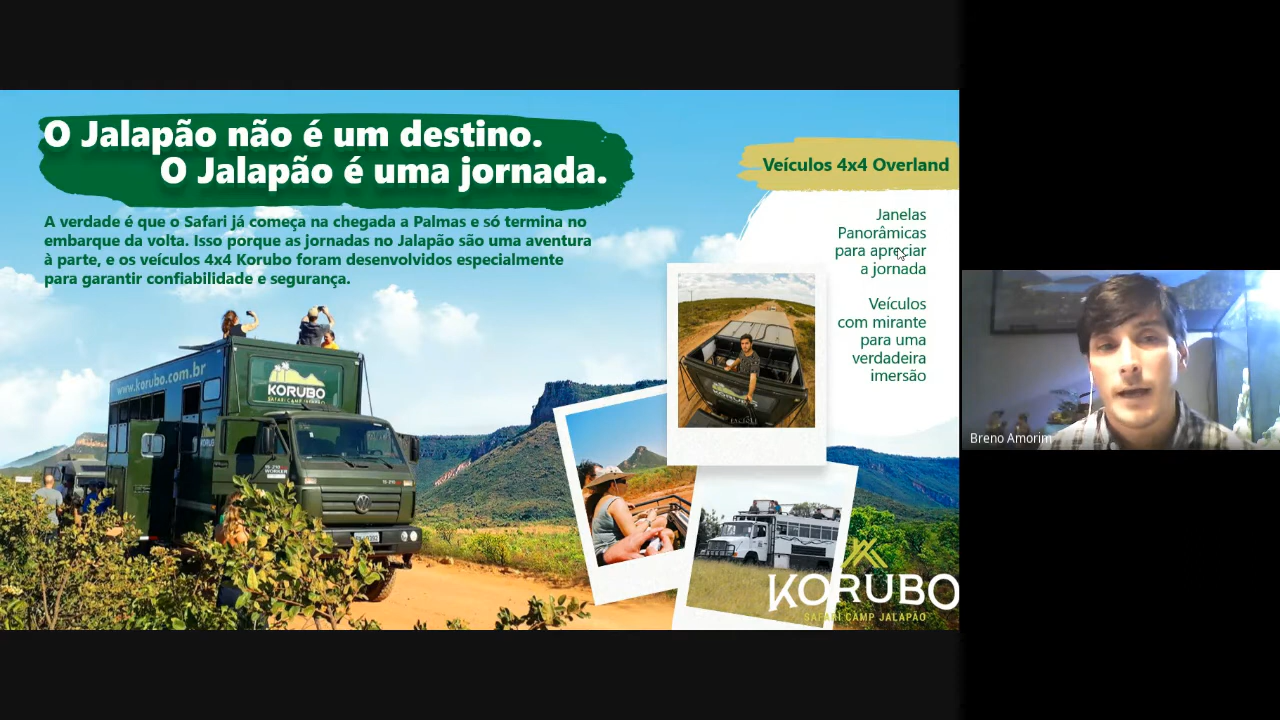 O Jalapão não é um destino.
O Jalapão é uma jornada.
A verdade é que o Safari já começa na chegada a Palmas e só termina no
embarque da volta. Isso porque as jornadas no Jalapão são uma aventura
à parte, e os veículos 4x4 Korubo foram desenvolvidos especialmente
para garantir confiabilidade e segurança.
Veículos 4x4 Overland
Janelas
Panorâmicas
para apreciar
a jornada
Veículos
com mirante
para uma
verdadeira
imersão
www.korubo.com.br
KORUBO
SAFARI CAMP JALAPÃO
KORUBO
SAFARI CAMP JALAPÃO
Breno Amorim